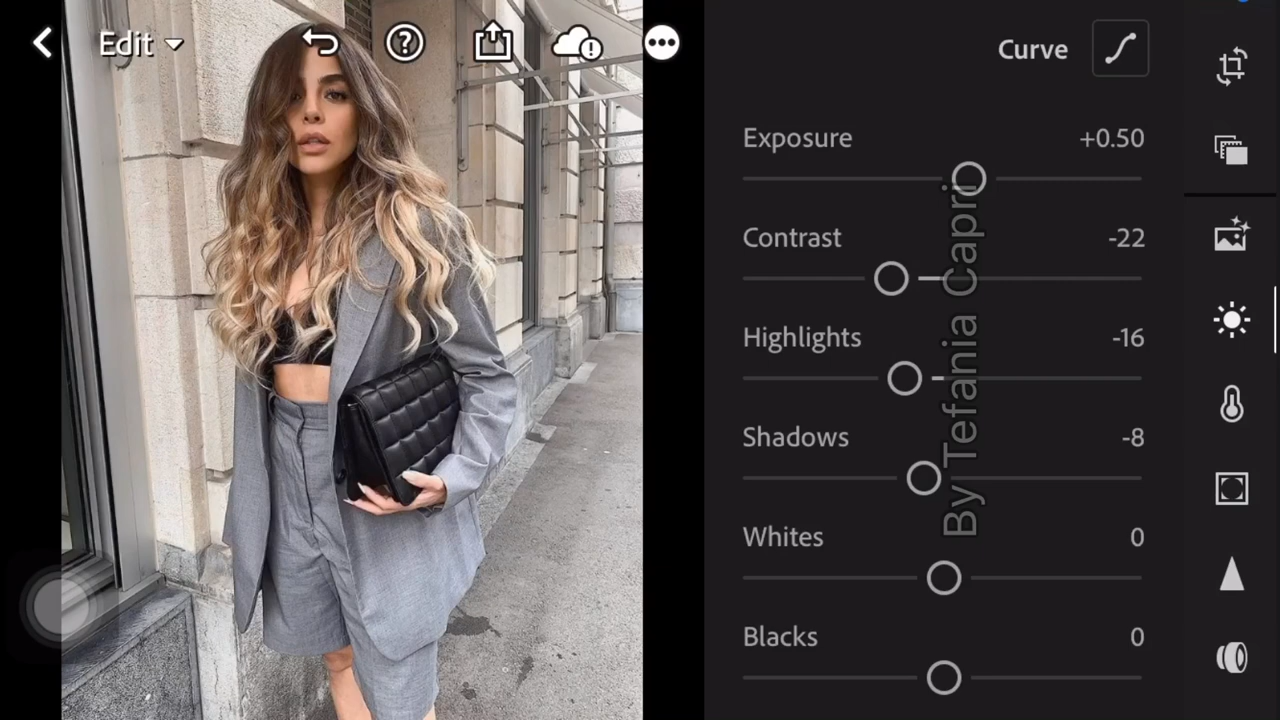 Edit
Curve
Exposure +0.50
Contrast -22
Highlights -16
Shadows -8
Whites 0
Blacks 0
By Tefania Capri